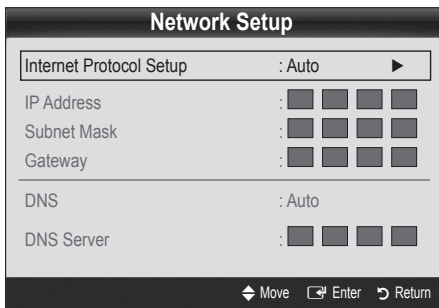 Network Setup
Internet Protocol Setup : Auto ►
IP Address :
Subnet Mask :
Gateway :
DNS : Auto
DNS Server :
Move Enter Return